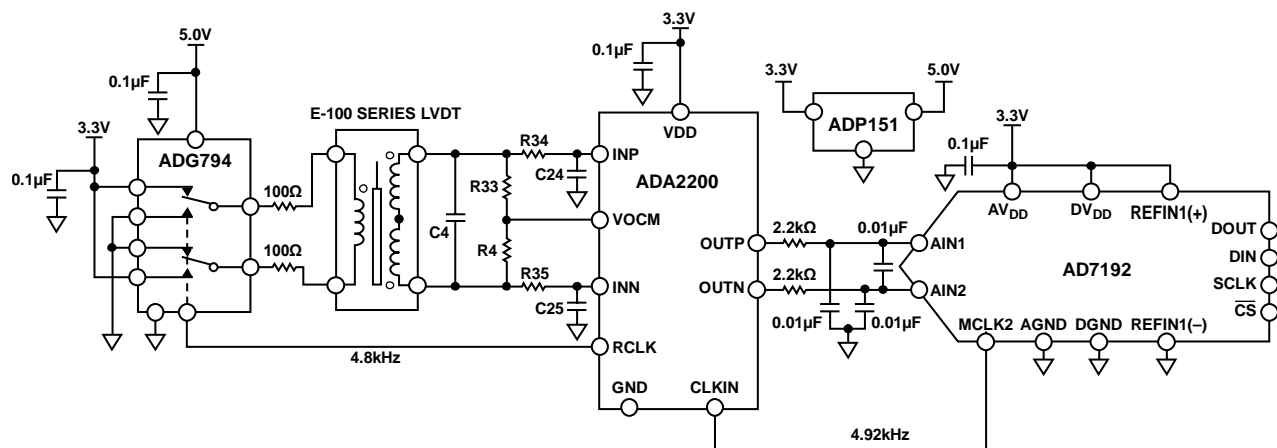 5.0V
0.1µF
3.3V
0.1µF
ADG794
100Ω
100Ω
E-100 SERIES LVDT
C4
R33
R4
R34
C24
R35
C25
4.8kHz
3.3V
0.1µF
VDD
INP
ADA2200
VOCM
OUTP
OUTN
INN
RCLK
GND
CLKIN
3.3V
5.0V
ADP151
2.2kΩ
0.01µF
2.2kΩ
0.01µF
0.01µF
3.3V
0.1µF
AVDD
DVDD
REFIN1(+)
DOUT
AIN1
DIN
AD7192
SCLK
AIN2
CS
MCLK2
AGND
DGND
REFIN1(–)
4.92kHz